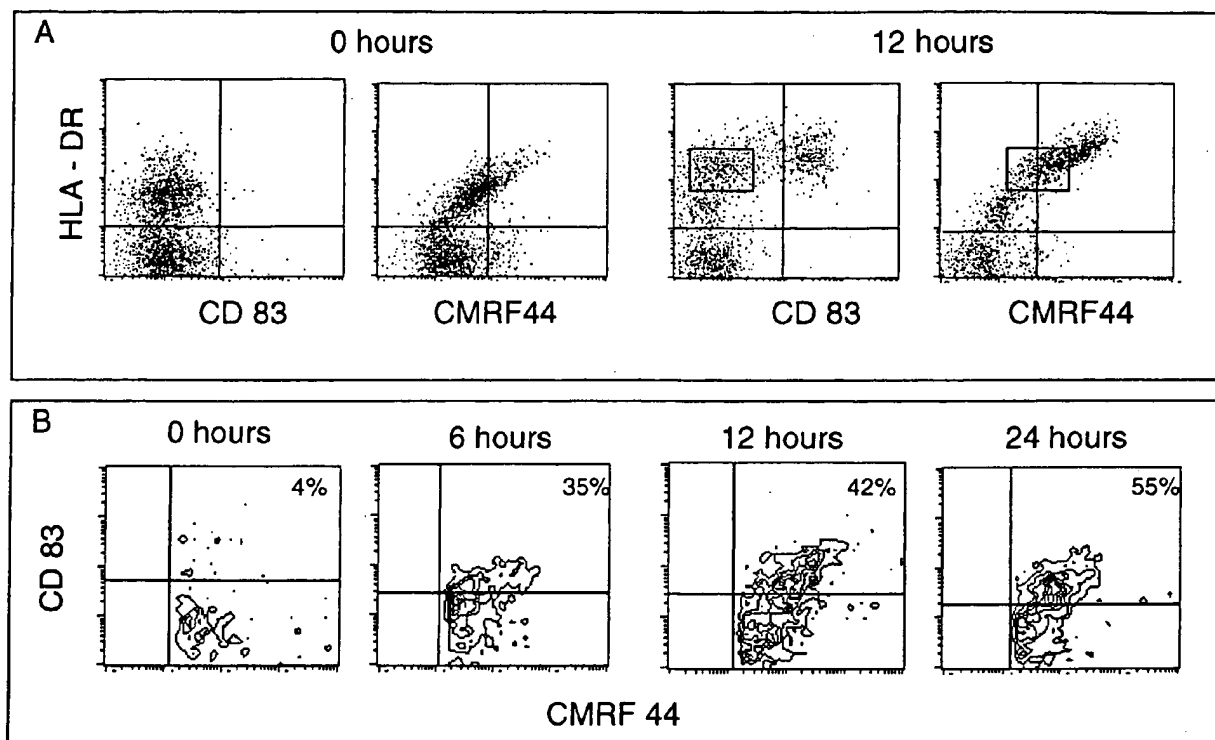 A
0 hours
12 hours
HLA - DR
CD 83
CMRF44
CD 83
CMRF44
B
0 hours
6 hours
12 hours
24 hours
4%
35%
42%
55%
CD 83
CMRF 44